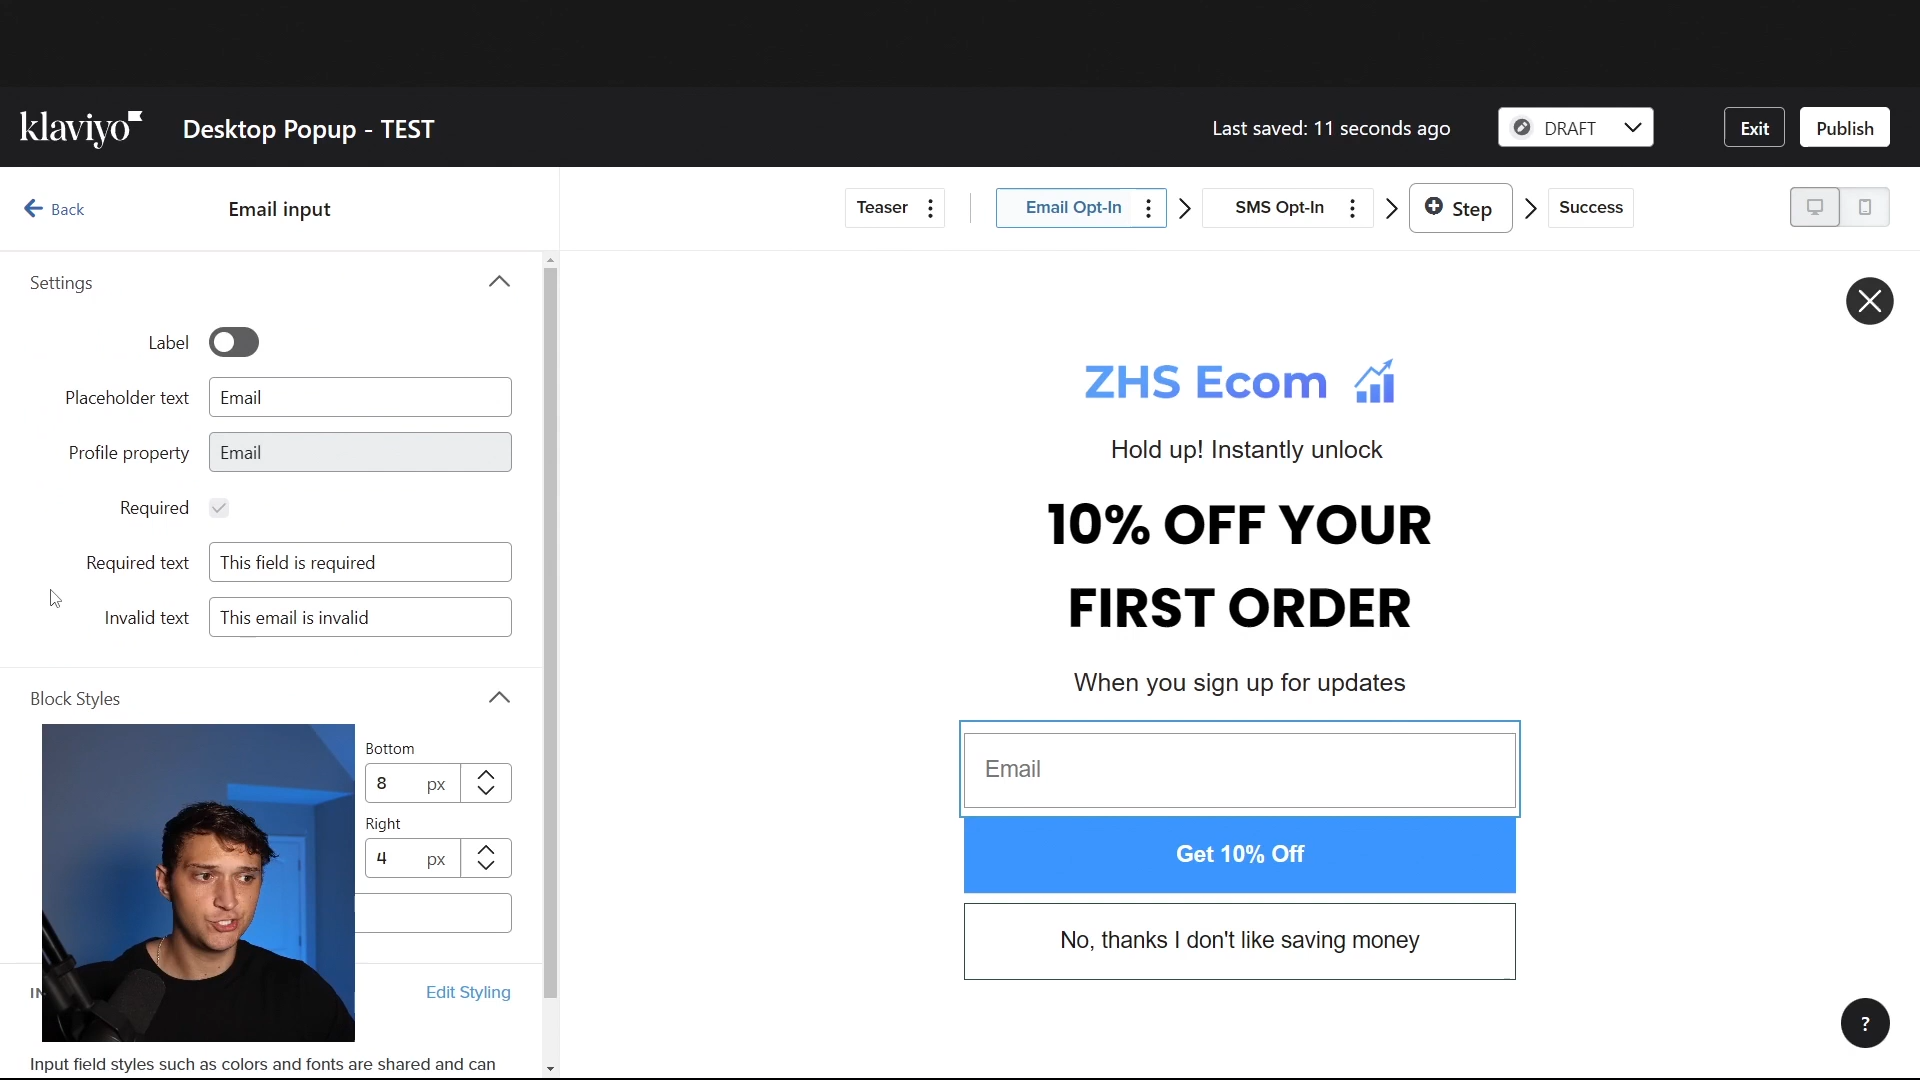 klaviyo
Desktop Popup - TEST
Last saved: 11 seconds ago
DRAFT
Exit
Publish
Back
Email input
Teaser
Email Opt-In
SMS Opt-In
Step
Success
Settings
Label
Placeholder text
Email
Profile property
Email
Required
Required text
This field is required
Invalid text
This email is invalid
Block Styles
Bottom
8 px
Right
4 px
Edit Styling
Input field styles such as colors and fonts are shared and can
ZHS Ecom
Hold up! Instantly unlock
10% OFF YOUR
FIRST ORDER
When you sign up for updates
Email
Get 10% Off
No, thanks I don't like saving money
?